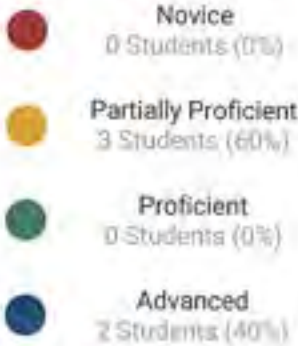 Novice
0 Students (0%)
Partially Proficient
3 Students (60%)
Proficient
0 Students (0%)
Advanced
2 Students (40%)